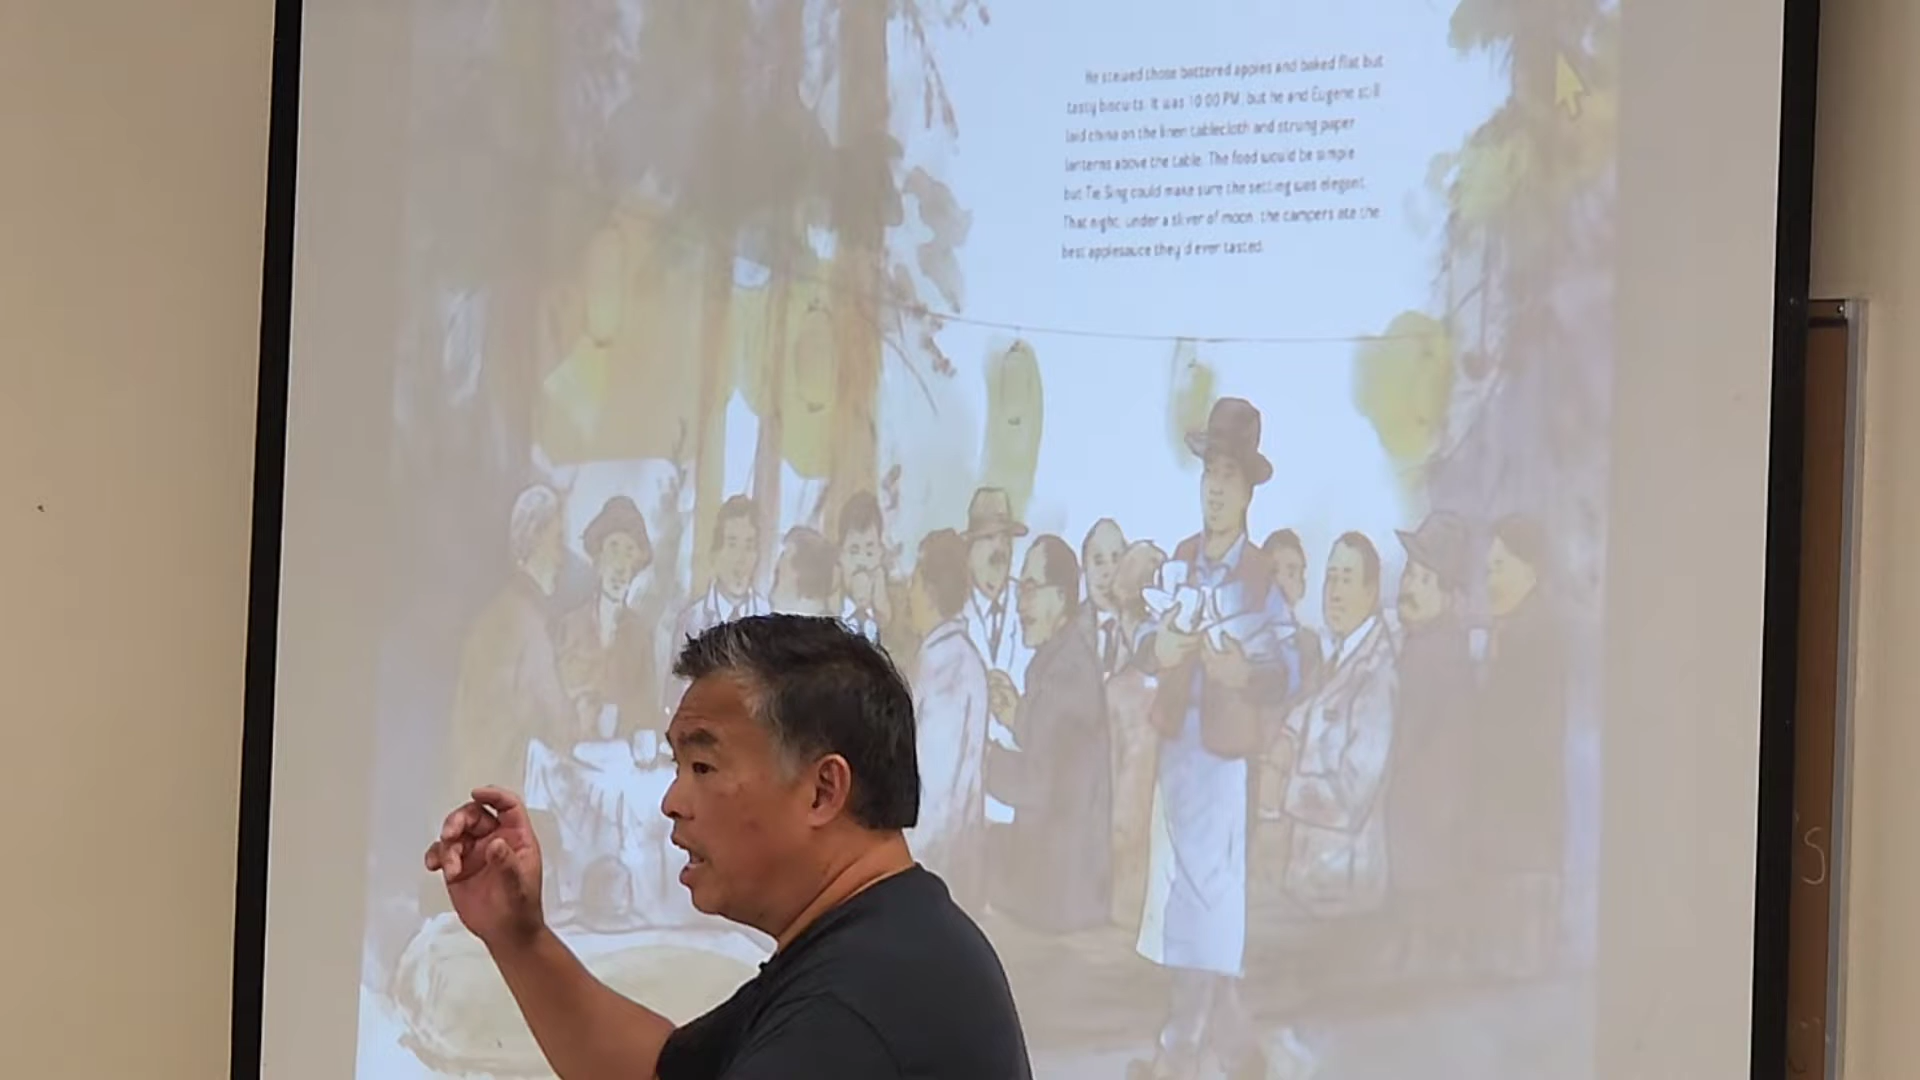 He stewed those battered apples and baked flat but
tasty biscuits. It was 10:00 PM, but he and Eugene still
laid china on the linen tablecloth and strung paper
lanterns above the table. The food would be simple
but Tie Sing could make sure the setting was elegant.
That night, under a sliver of moon, the campers ate the
best applesauce they'd ever tasted.